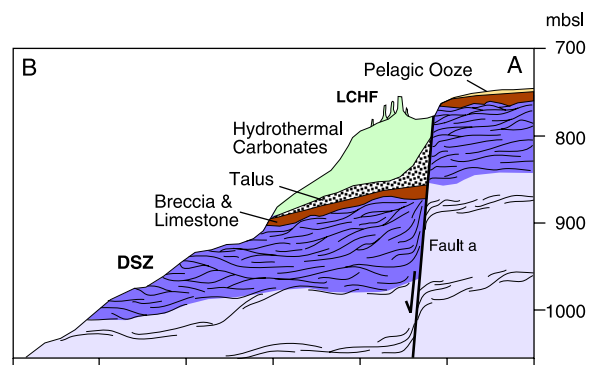 mbsl
B
A
700
Pelagic Ooze
LCHF
Hydrothermal
Carbonates
800
Talus
Breccia &
Limestone
900
Fault a
DSZ
1000